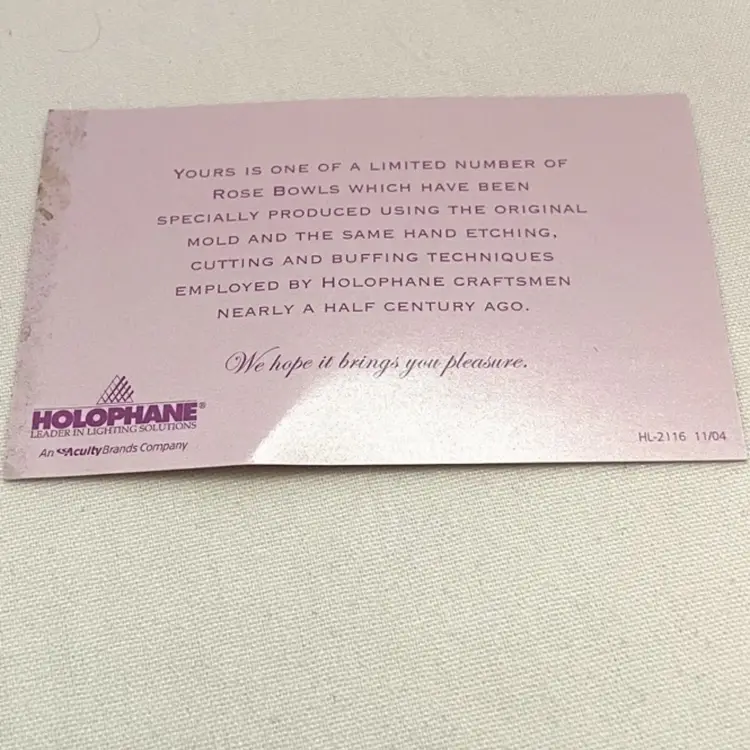 YOURS IS ONE OF A LIMITED NUMBER OF
ROSE BOWLS WHICH HAVE BEEN
SPECIALLY PRODUCED USING THE ORIGINAL
MOLD AND THE SAME HAND ETCHING,
CUTTING AND BUFFING TECHNIQUES
EMPLOYED BY HOLOPHANE CRAFTSMEN
NEARLY A HALF CENTURY AGO.
We hope it brings you pleasure.
HOLOPHANE®
LEADER IN LIGHTING SOLUTIONS
An AcuityBrands Company
HL-2116 11/04